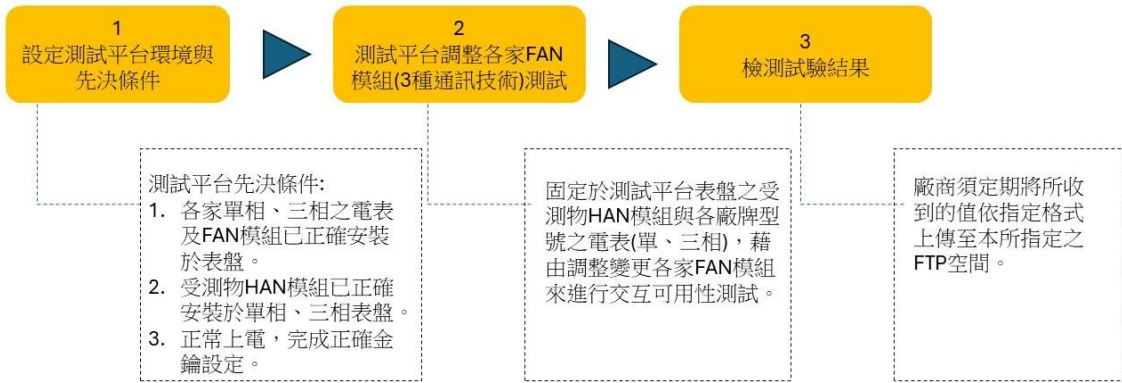 1
設定測試平台環境與
先決條件
2
測試平台調整各家FAN
模組(3種通訊技術)測試
3
檢測試驗結果
測試平台先決條件:
1. 各家單相、三相之電表
及FAN模組已正確安裝
於表盤。
2. 受測物HAN模組已正確
安裝於單相、三相表盤。
3. 正常上電，完成正確金
鑰設定。
固定於測試平台表盤之受
測物HAN模組與各廠牌型
號之電表(單、三相)，藉
由調整變更各家FAN模組
來進行交互可用性測試。
廠商須定期將所收
到的值依指定格式
上傳至本所指定之
FTP空間。